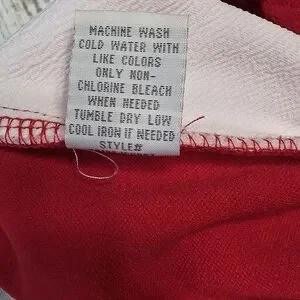 MACHINE WASH
COLD WATER WITH
LIKE COLORS
ONLY NON-
CHLORINE BLEACH
WHEN NEEDED
TUMBLE DRY LOW
COOL IRON IF NEEDED
STYLE#